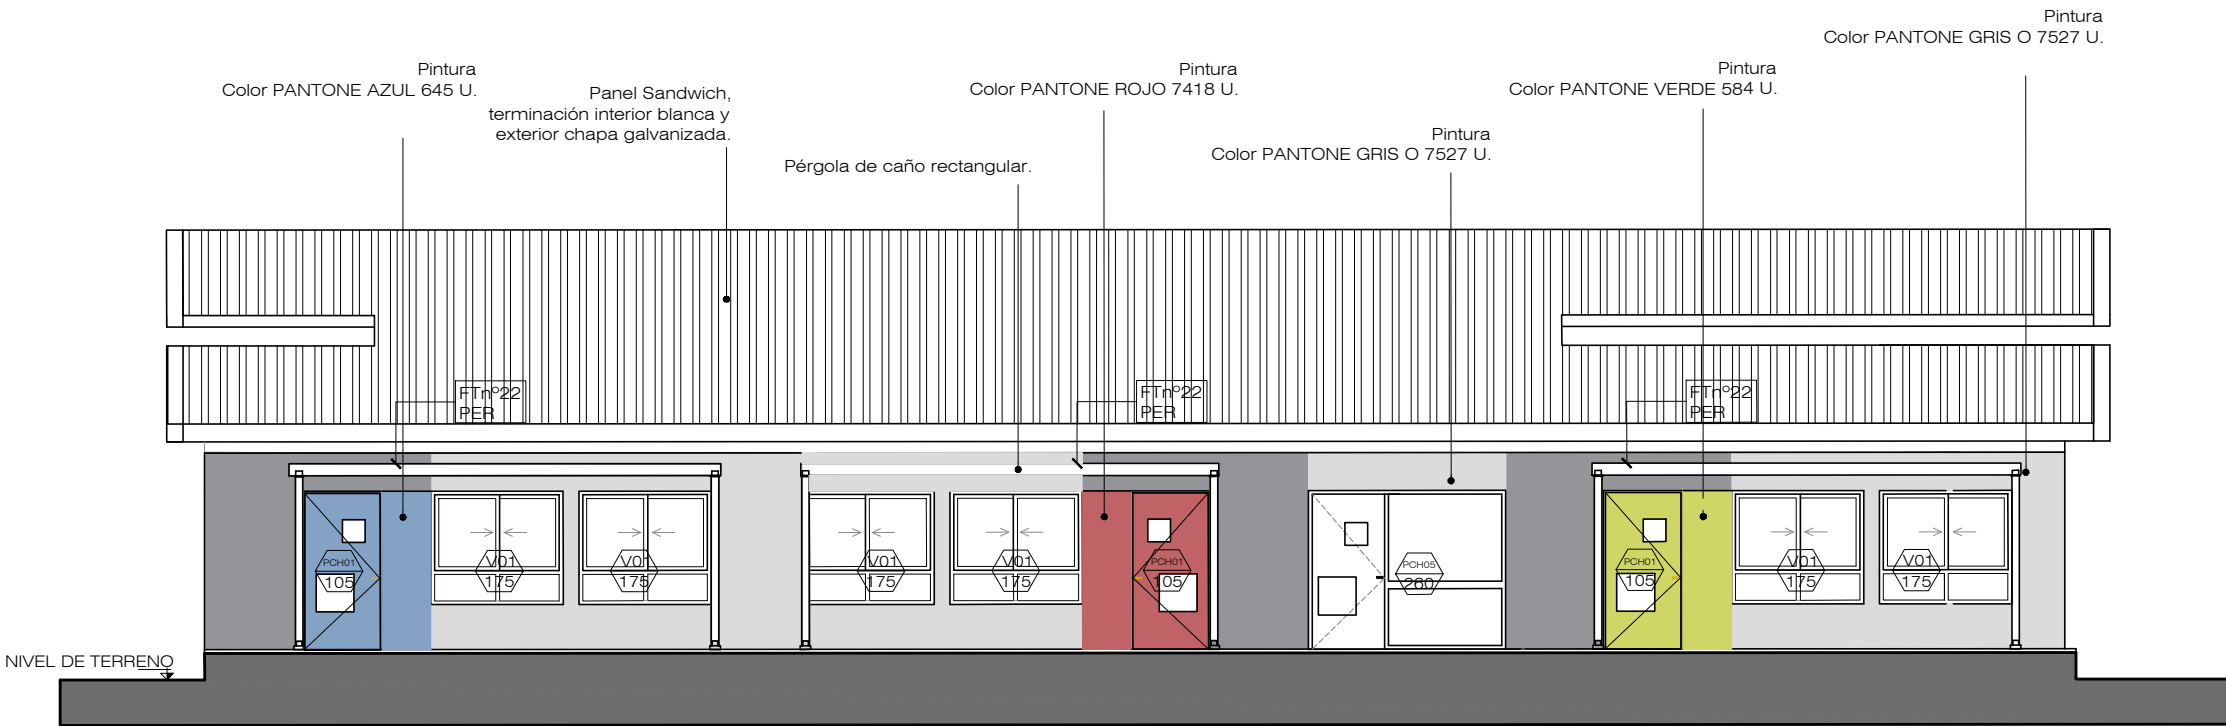 Pintura
Color PANTONE GRIS O 7527 U.
Pintura
Color PANTONE AZUL 645 U.
Panel Sandwich,
terminación interior blanca y
exterior chapa galvanizada.
Pintura
Color PANTONE ROJO 7418 U.
Pintura
Color PANTONE VERDE 584 U.
Pintura
Color PANTONE GRIS O 7527 U.
Pérgola de caño rectangular.
FTnº22
PER
FTnº22
PER
FTnº22
PER
PCH01
105
V01
175
V01
175
V01
175
V01
175
PCH01
105
PCH05
260
PCH01
105
V01
175
V01
175
NIVEL DE TERRENO